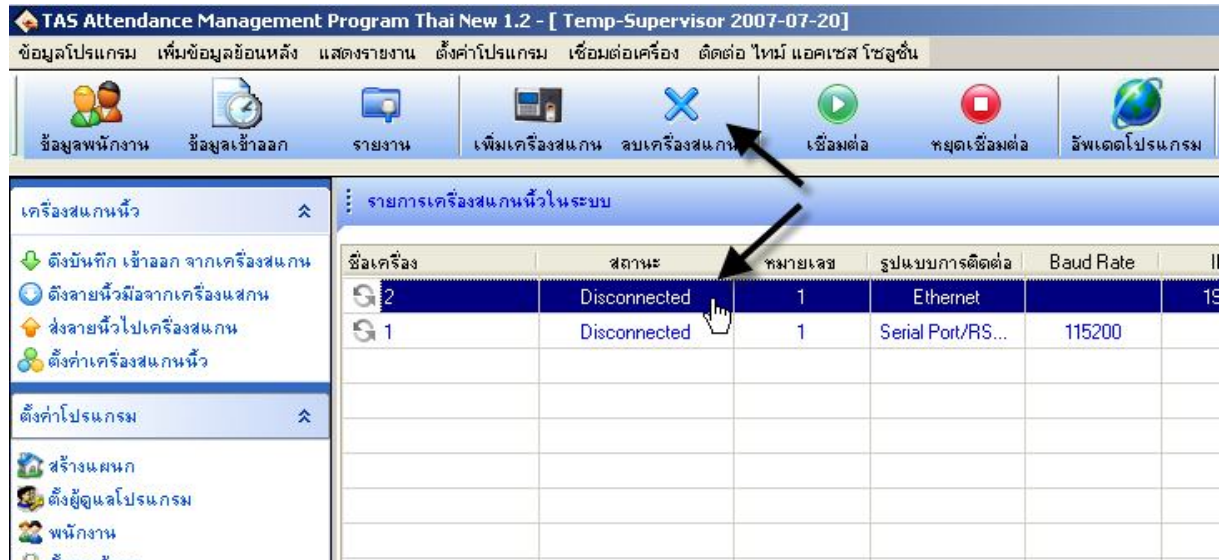 TAS Attendance Management Program Thai New 1.2 - [ Temp-Supervisor 2007-07-20]
ข้อมูลโปรแกรม เพิ่มข้อมูลย้อนหลัง แสดงรายงาน ตั้งค่าโปรแกรม เชื่อมต่อเครื่อง ติดต่อ ไทม์ แอคเซส โซลูชั่น
ข้อมูลพนักงาน ข้อมูลเข้าออก รายงาน เพิ่มเครื่องสแกน ลบเครื่องสแกน เชื่อมต่อ หยุดเชื่อมต่อ อัพเดดโปรแกรม
เครื่องสแกนนิ้ว
รายการเครื่องสแกนนิ้วในระบบ
ดึงบันทึก เข้าออก จากเครื่องสแกน
ดึงลายนิ้วมือจากเครื่องแสกน
ส่งลายนิ้วไปเครื่องสแกน
ตั้งค่าเครื่องสแกนนิ้ว
ชื่อเครื่อง สถานะ หมายเลข รูปแบบการติดต่อ Baud Rate
2 Disconnected 1 Ethernet 19
1 Disconnected 1 Serial Port/RS... 115200
ตั้งค่าโปรแกรม
สร้างแผนก
ตั้งผู้ดูแลโปรแกรม
พนักงาน